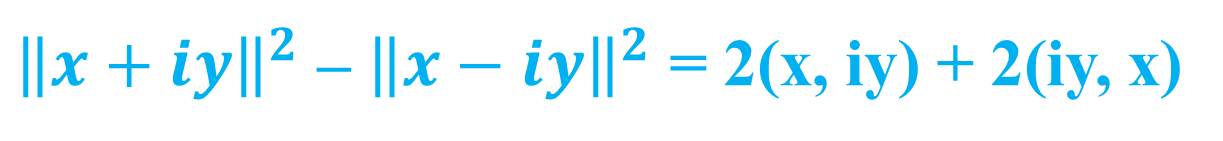 ‖x + iy‖² – ‖x − iy‖² = 2(x, iy) + 2(iy, x)